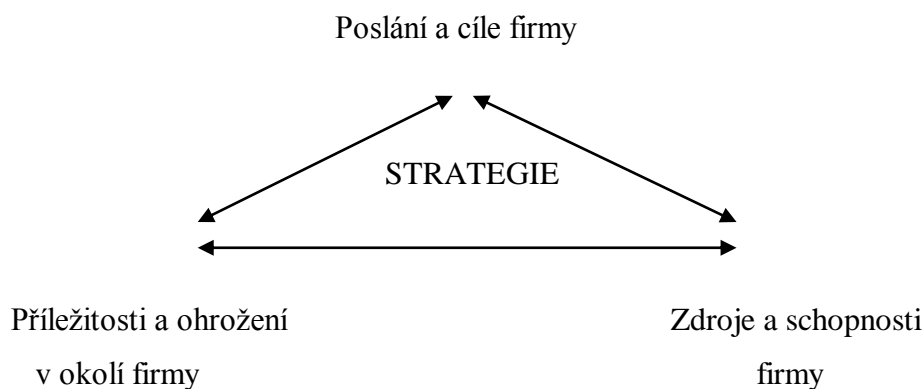 Poslání a cíle firmy
STRATEGIE
Příležitosti a ohrožení
v okolí firmy
Zdroje a schopnosti
firmy